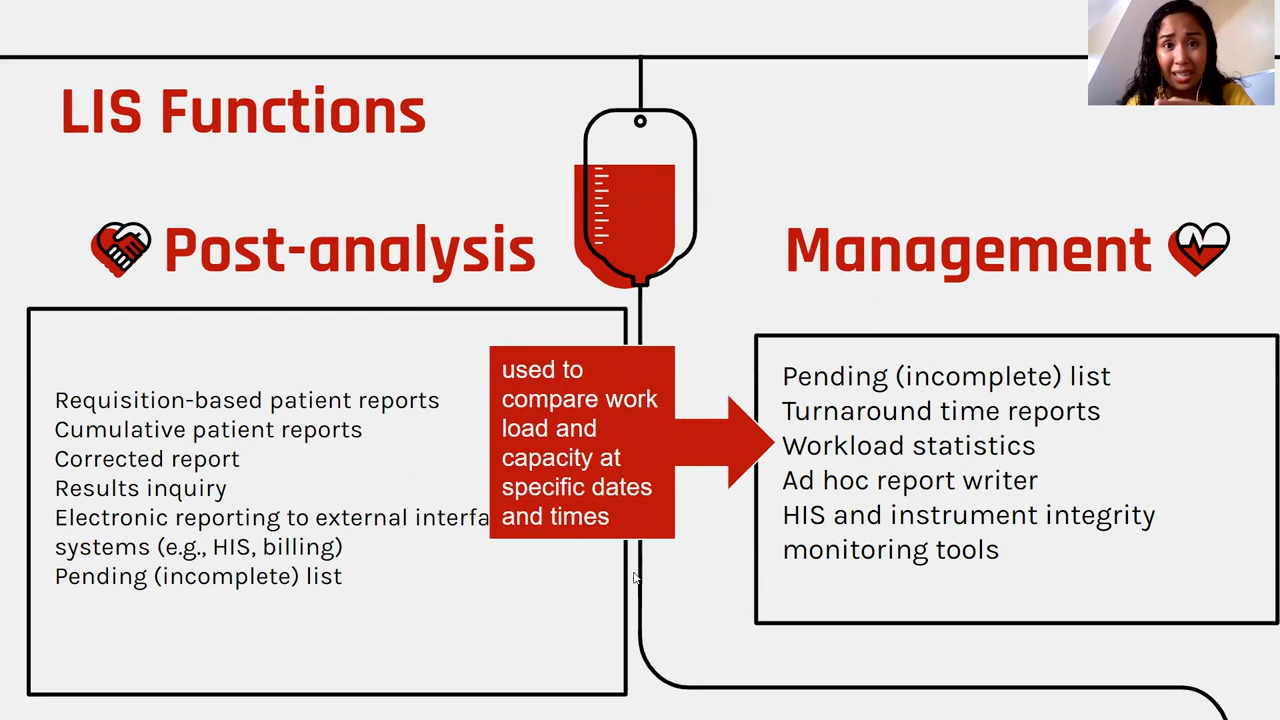 LIS Functions
Post-analysis
Requisition-based patient reports
Cumulative patient reports
Corrected report
Results inquiry
Electronic reporting to external interfa
systems (e.g., HIS, billing)
Pending (incomplete) list
used to
compare work
load and
capacity at
specific dates
and times
Management
Pending (incomplete) list
Turnaround time reports
Workload statistics
Ad hoc report writer
HIS and instrument integrity
monitoring tools